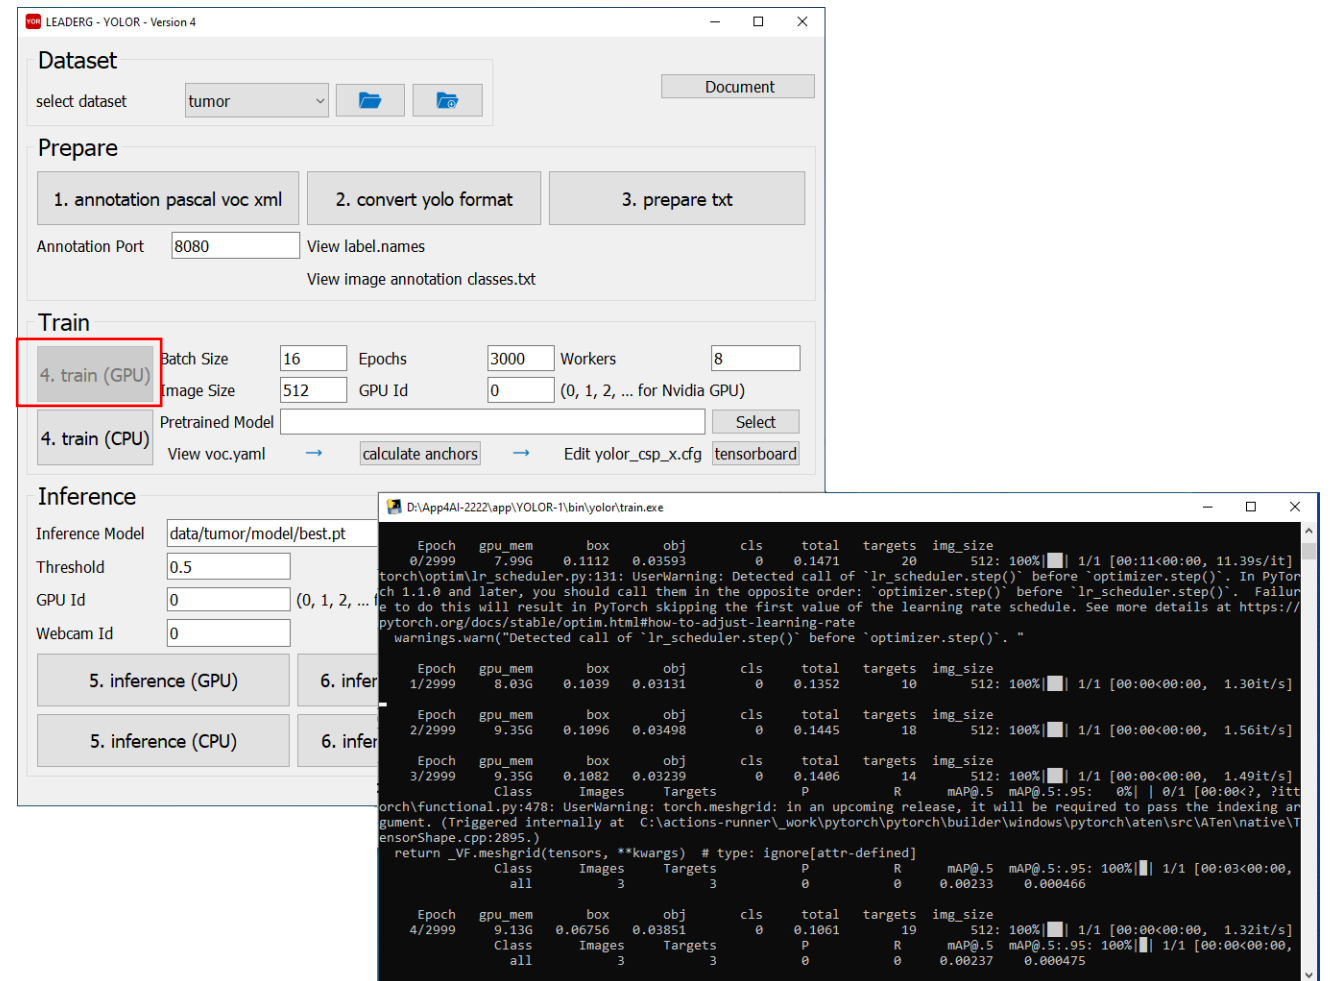 YOR LEADERG - YOLOR - Version 4
Dataset
select dataset tumor
Document
Prepare
1. annotation pascal voc xml 2. convert yolo format 3. prepare txt
Annotation Port 8080 View label.names
View image annotation classes.txt
Train
4. train (GPU) Batch Size 16 Epochs 3000 Workers 8
Image Size 512 GPU Id 0 (0, 1, 2, ... for Nvidia GPU)
4. train (CPU) Pretrained Model Select
View voc.yaml → calculate anchors → Edit yolor_csp_x.cfg tensorboard
Inference
Inference Model data/tumor/model/best.pt
Threshold 0.5
GPU Id 0 (0, 1, 2, ...
Webcam Id 0
5. inference (GPU) 6. infer
5. inference (CPU) 6. infer
D:\App4AI-2222\app\YOLOR-1\bin\yolor\train.exe
Epoch gpu_mem box obj cls total targets img_size
0/2999 7.99G 0.1112 0.03593 0 0.1471 20 512: 100%|██| 1/1 [00:11<00:00, 11.39s/it]
torch\optim\lr_scheduler.py:131: UserWarning: Detected call of `lr_scheduler.step()` before `optimizer.step()`. In PyTor
ch 1.1.0 and later, you should call them in the opposite order: `optimizer.step()` before `lr_scheduler.step()`.  Failur
e to do this will result in PyTorch skipping the first value of the learning rate schedule. See more details at https://
pytorch.org/docs/stable/optim.html#how-to-adjust-learning-rate
warnings.warn("Detected call of `lr_scheduler.step()` before `optimizer.step()`. "
Epoch gpu_mem box obj cls total targets img_size
1/2999 8.03G 0.1039 0.03131 0 0.1352 10 512: 100%|██| 1/1 [00:00<00:00, 1.30it/s]
Epoch gpu_mem box obj cls total targets img_size
2/2999 9.35G 0.1096 0.03498 0 0.1445 18 512: 100%|██| 1/1 [00:00<00:00, 1.56it/s]
Epoch gpu_mem box obj cls total targets img_size
3/2999 9.35G 0.1082 0.03239 0 0.1406 14 512: 100%|██| 1/1 [00:00<00:00, 1.49it/s]
Class Images Targets P R mAP@.5 mAP@.5:.95: 0%| | 0/1 [00:00<?, ?itt
orch\functional.py:478: UserWarning: torch.meshgrid: in an upcoming release, it will be required to pass the indexing ar
gument. (Triggered internally at  C:\actions-runner\_work\pytorch\pytorch\builder\windows\pytorch\aten\src\ATen\native\T
ensorShape.cpp:2895.)
return _VF.meshgrid(tensors, **kwargs)  # type: ignore[attr-defined]
Class Images Targets P R mAP@.5 mAP@.5:.95: 100%|█| 1/1 [00:03<00:00,
all 3 3 0 0 0.00233 0.000466
Epoch gpu_mem box obj cls total targets img_size
4/2999 9.13G 0.06756 0.03851 0 0.1061 19 512: 100%|██| 1/1 [00:00<00:00, 1.32it/s]
Class Images Targets P R mAP@.5 mAP@.5:.95: 100%|█| 1/1 [00:00<00:00,
all 3 3 0 0 0.00237 0.000475